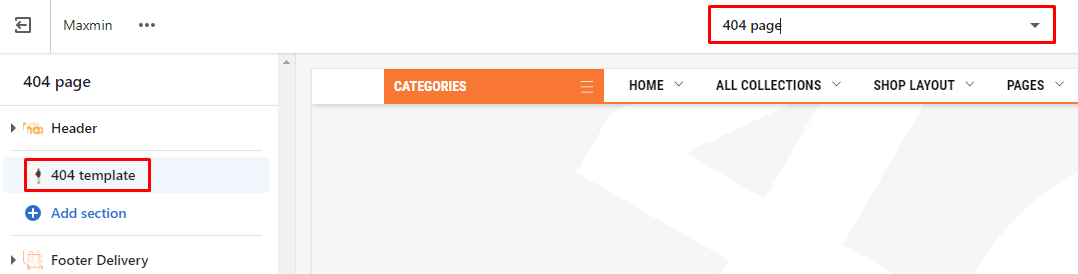 Maxmin
404 page
404 page
CATEGORIES
HOME
ALL COLLECTIONS
SHOP LAYOUT
PAGES
Header
404 template
Add section
Footer Delivery